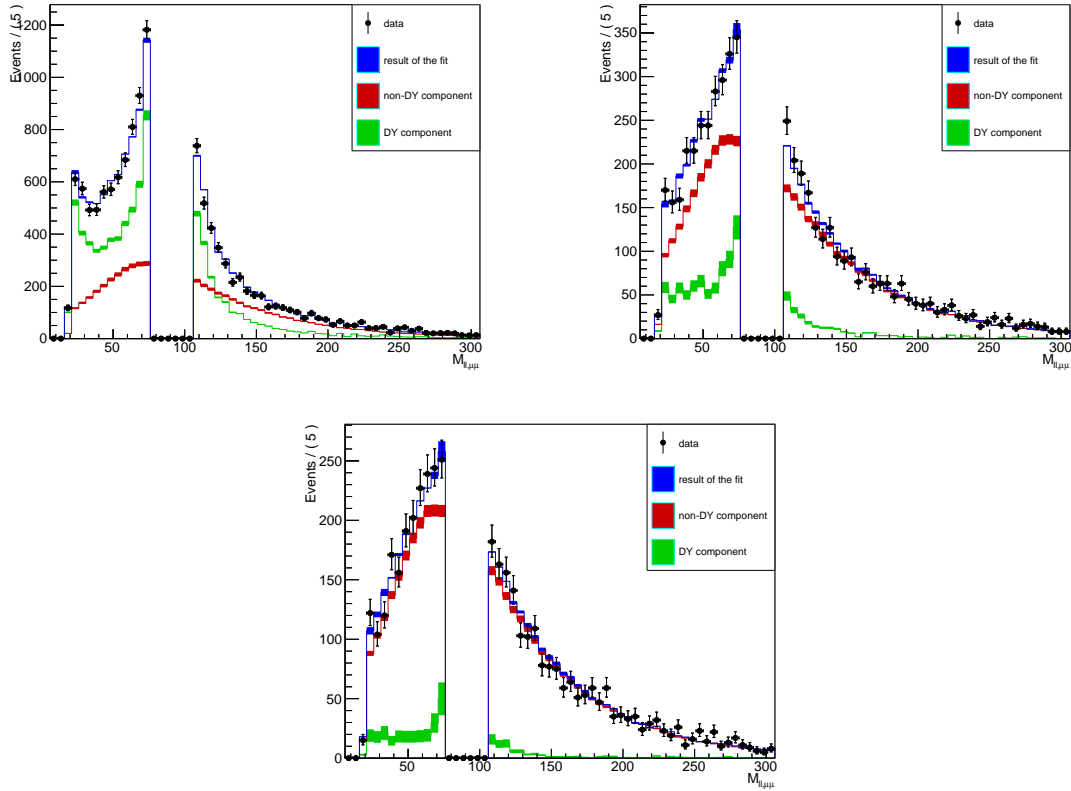 Events / ( 5 )
1200
1000
800
600
400
200
0
50 100 150 200 250 300
M_ll,μμ
data
result of the fit
non-DY component
DY component
Events / ( 5 )
350
300
250
200
150
100
50
0
50 100 150 200 250 300
M_ll,μμ
data
result of the fit
non-DY component
DY component
Events / ( 5 )
250
200
150
100
50
0
50 100 150 200 250 300
M_ll,μμ
data
result of the fit
non-DY component
DY component